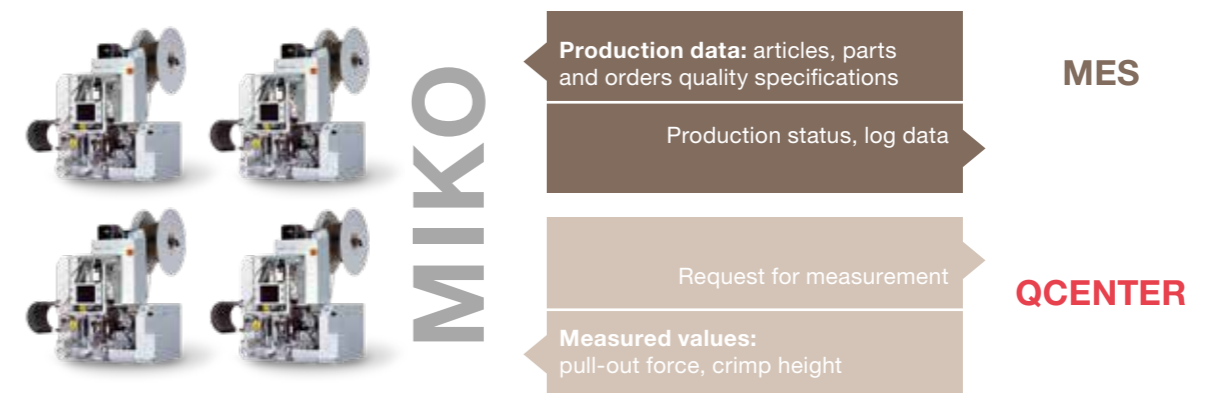 MIKO
Production data: articles, parts
and orders quality specifications
Production status, log data
MES
Request for measurement
Measured values:
pull-out force, crimp height
QCENTER